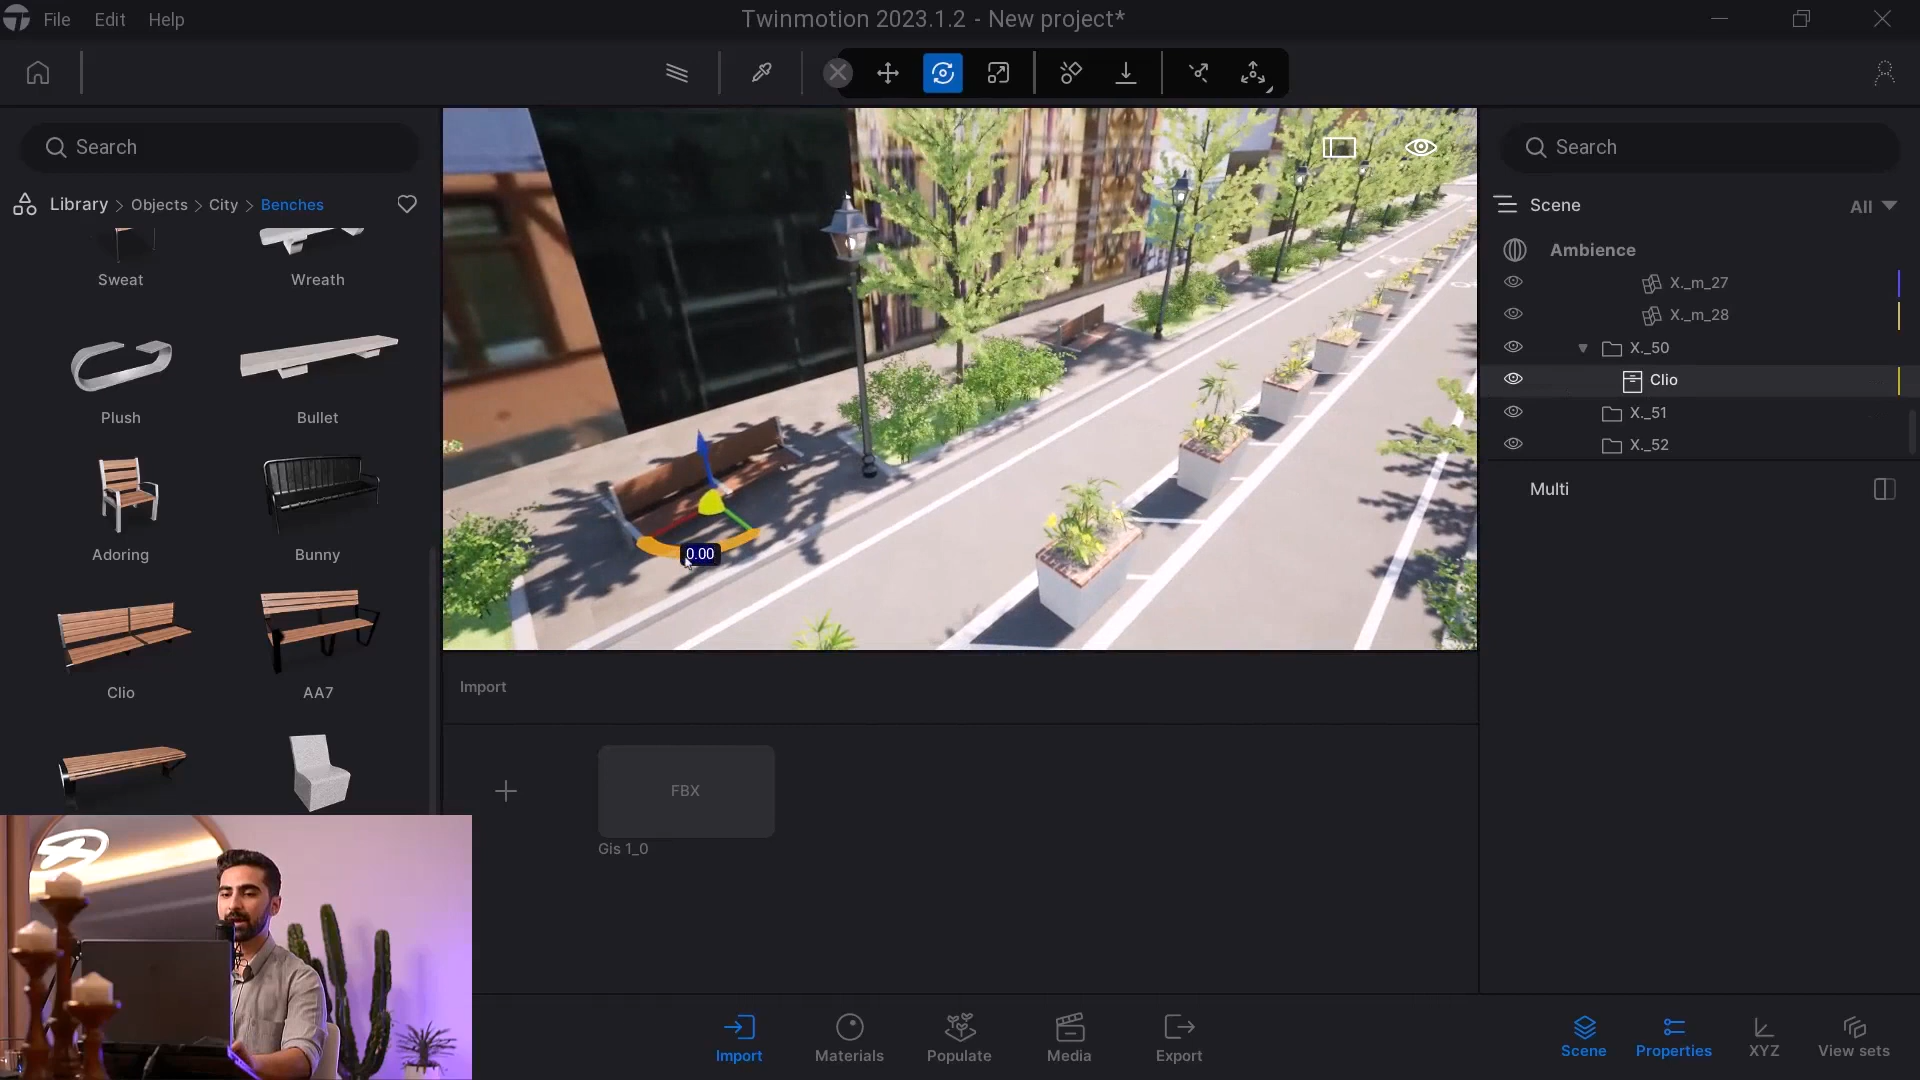 File Edit Help
Twinmotion 2023.1.2 - New project*
Search
Library > Objects > City > Benches
Sweat
Wreath
Plush
Bullet
Adoring
Bunny
Clio
AA7
0.00
Import
FBX
Gis 1_0
Search
Scene
All
Ambience
X._m_27
X._m_28
X._50
Clio
X._51
X._52
Multi
Import
Materials
Populate
Media
Export
Scene
Properties
XYZ
View sets